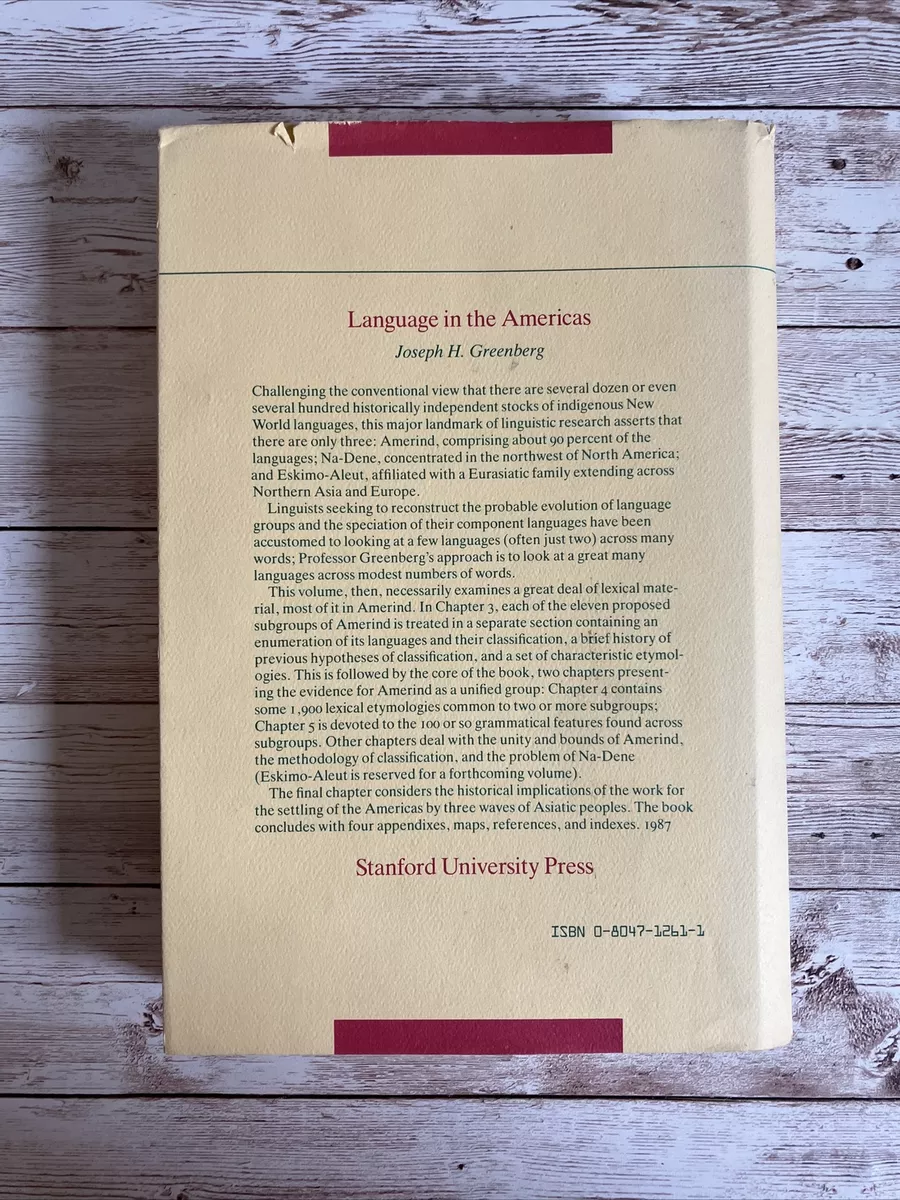 Language in the Americas
Joseph H. Greenberg
Challenging the conventional view that there are several dozen or even
several hundred historically independent stocks of indigenous New
World languages, this major landmark of linguistic research asserts that
there are only three: Amerind, comprising about 90 percent of the
languages; Na-Dene, concentrated in the northwest of North America;
and Eskimo-Aleut, affiliated with a Eurasiatic family extending across
Northern Asia and Europe.
Linguists seeking to reconstruct the probable evolution of language
groups and the speciation of their component languages have been
accustomed to looking at a few languages (often just two) across many
words; Professor Greenberg's approach is to look at a great many
languages across modest numbers of words.
This volume, then, necessarily examines a great deal of lexical mate-
rial, most of it in Amerind. In Chapter 3, each of the eleven proposed
subgroups of Amerind is treated in a separate section containing an
enumeration of its languages and their classification, a brief history of
previous hypotheses of classification, and a set of characteristic etymol-
ogies. This is followed by the core of the book, two chapters present-
ing the evidence for Amerind as a unified group: Chapter 4 contains
some 1,900 lexical etymologies common to two or more subgroups;
Chapter 5 is devoted to the 100 or so grammatical features found across
subgroups. Other chapters deal with the unity and bounds of Amerind,
the methodology of classification, and the problem of Na-Dene
(Eskimo-Aleut is reserved for a forthcoming volume).
The final chapter considers the historical implications of the work for
the settling of the Americas by three waves of Asiatic peoples. The book
concludes with four appendixes, maps, references, and indexes. 1987
Stanford University Press
ISBN 0-8047-1261-1